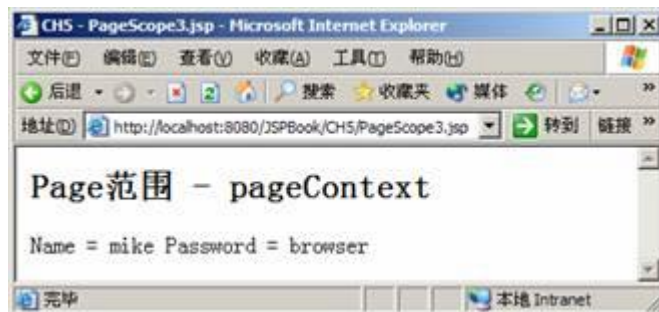 CH5 - PageScope3.jsp - Microsoft Internet Explorer
文件(F) 编辑(E) 查看(V) 收藏(A) 工具(T) 帮助(H)
后退 搜索 收藏夹 媒体 »
地址(D) http://localhost:8080/JSPBook/CH5/PageScope3.jsp 转到 链接 »
Page范围 - pageContext
Name = mike Password = browser
完毕 本地 Intranet